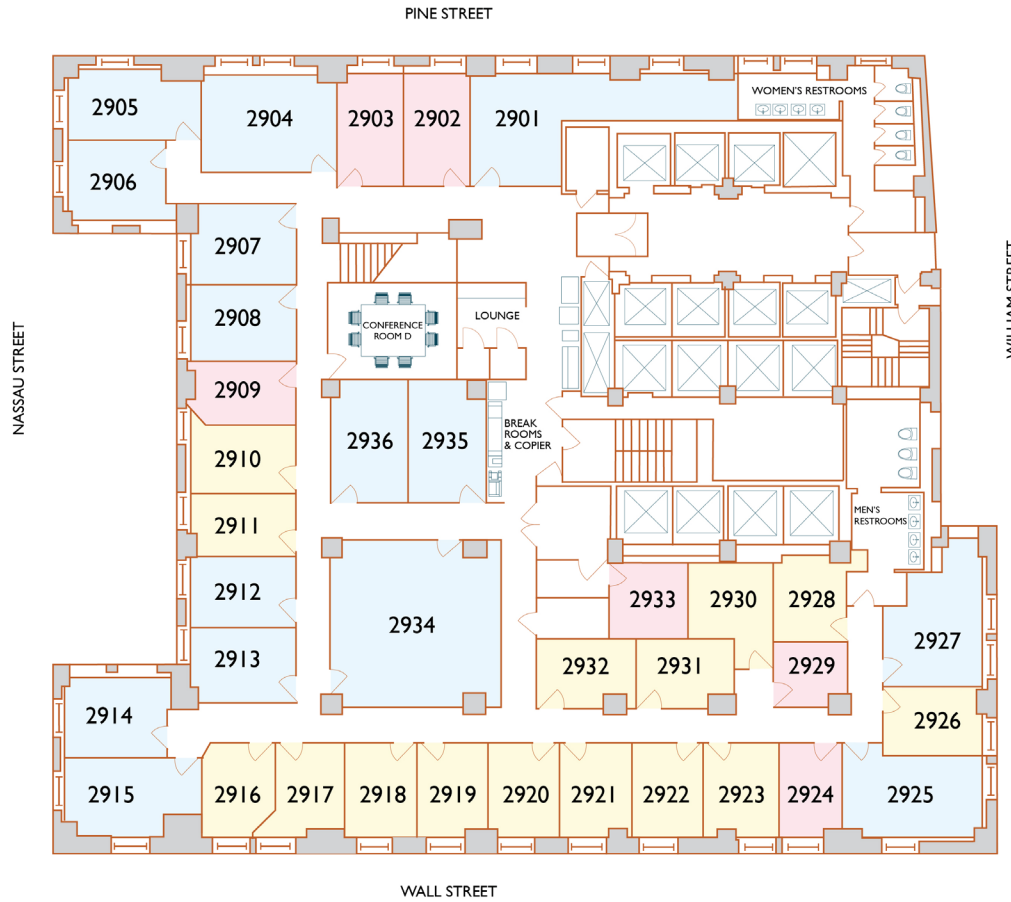 PINE STREET
WOMEN'S RESTROOMS
2905
2904
2903
2902
2901
2906
2907
2908
LOUNGE
CONFERENCE
ROOM D
NASSAU STREET
WILLIAM STREET
2909
2910
2936
2935
BREAK
ROOMS
& COPIER
2911
MEN'S
RESTROOMS
2912
2934
2933
2930
2928
2927
2913
2932
2931
2929
2914
2926
2915
2916
2917
2918
2919
2920
2921
2922
2923
2924
2925
WALL STREET